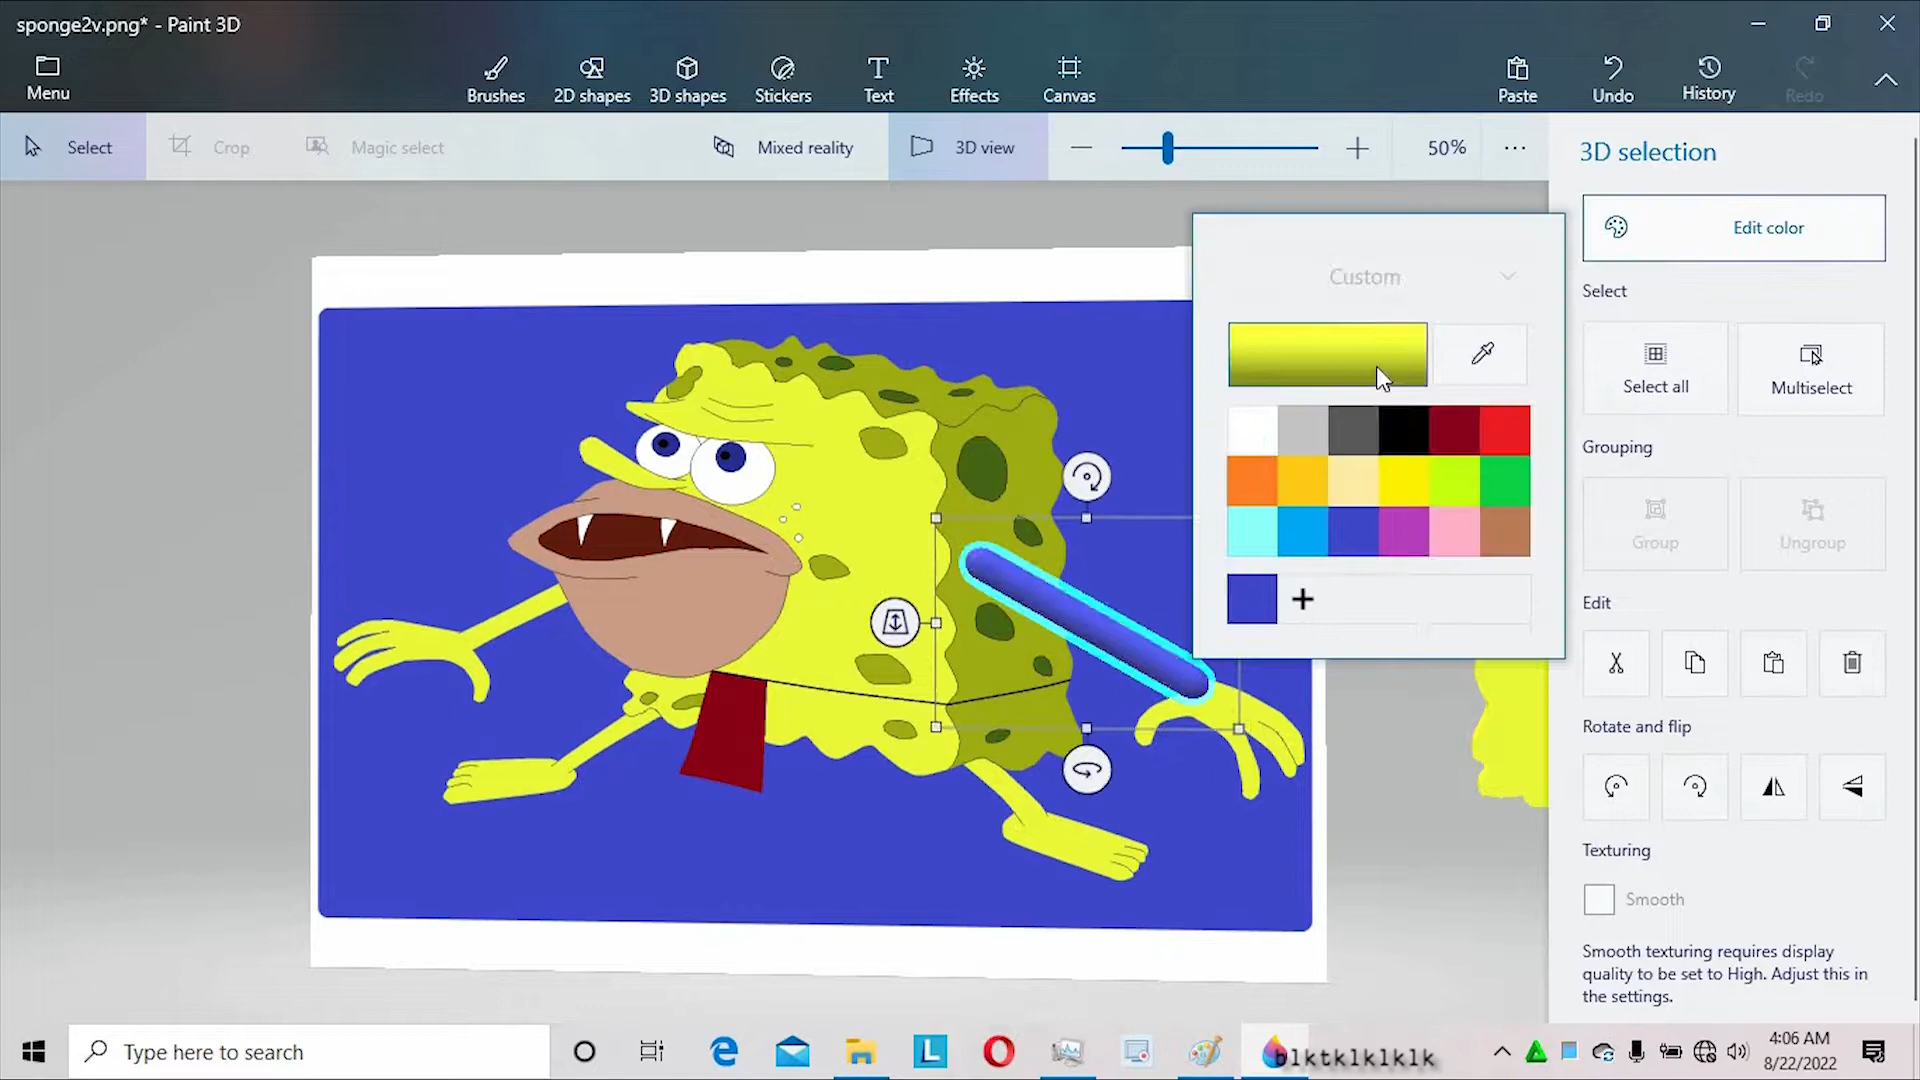 sponge2v.png* - Paint 3D
Menu
Brushes
2D shapes
3D shapes
Stickers
Text
Effects
Canvas
Paste
Undo
History
Redo
Select
Crop
Magic select
Mixed reality
3D view
50%
3D selection
Custom
Edit color
Select
Select all
Multiselect
Grouping
Group
Ungroup
Edit
Rotate and flip
Texturing
Smooth
Smooth texturing requires display
quality to be set to High. Adjust this in
the settings.
Type here to search
blktklklklk
4:06 AM
8/22/2022